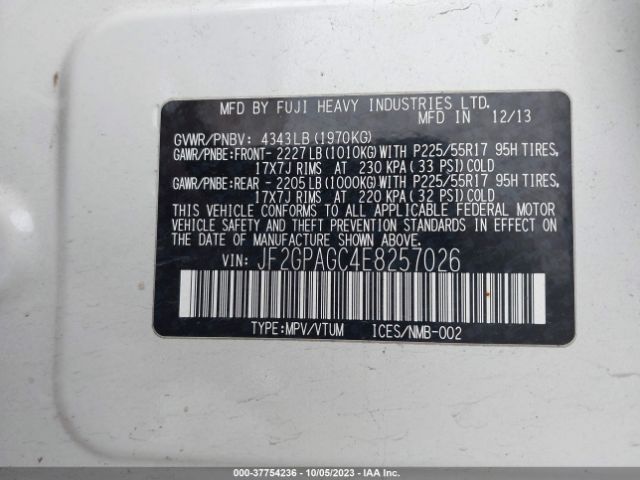 MFD BY FUJI HEAVY INDUSTRIES LTD.
MFD IN 12/13
GVWR/PNBV: 4343LB(1970KG)
GAWR/PNBE:FRONT-2227LB(1010KG)WITH P225/55R17 95H TIRES,
17X7J RIMS AT 230 KPA(33 PSI)COLD
GAWR/PNBE:REAR -2205LB(1000KG)WITH P225/55R17 95H TIRES,
17X7J RIMS AT 220 KPA(32 PSI)COLD
THIS VEHICLE CONFORMS TO ALL APPLICABLE FEDERAL MOTOR
VEHICLE SAFETY AND THEFT PREVENTION STANDARDS IN EFFECT
ON THE DATE OF MANUFACTURE SHOWN ABOVE.
VIN: JF2GPAGC4E8257026
TYPE:MPV/VTUM ICES/NMB-002
000-37754236 - 10/05/2023 - IAA Inc.